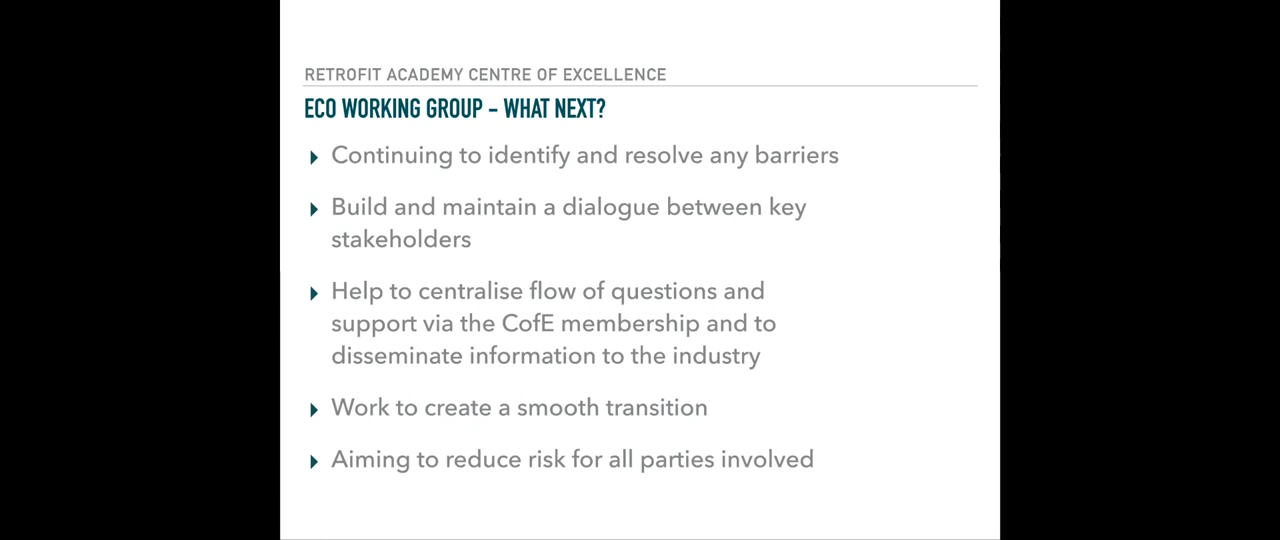 RETROFIT ACADEMY CENTRE OF EXCELLENCE
ECO WORKING GROUP – WHAT NEXT?
Continuing to identify and resolve any barriers
Build and maintain a dialogue between key
stakeholders
Help to centralise flow of questions and
support via the CofE membership and to
disseminate information to the industry
Work to create a smooth transition
Aiming to reduce risk for all parties involved